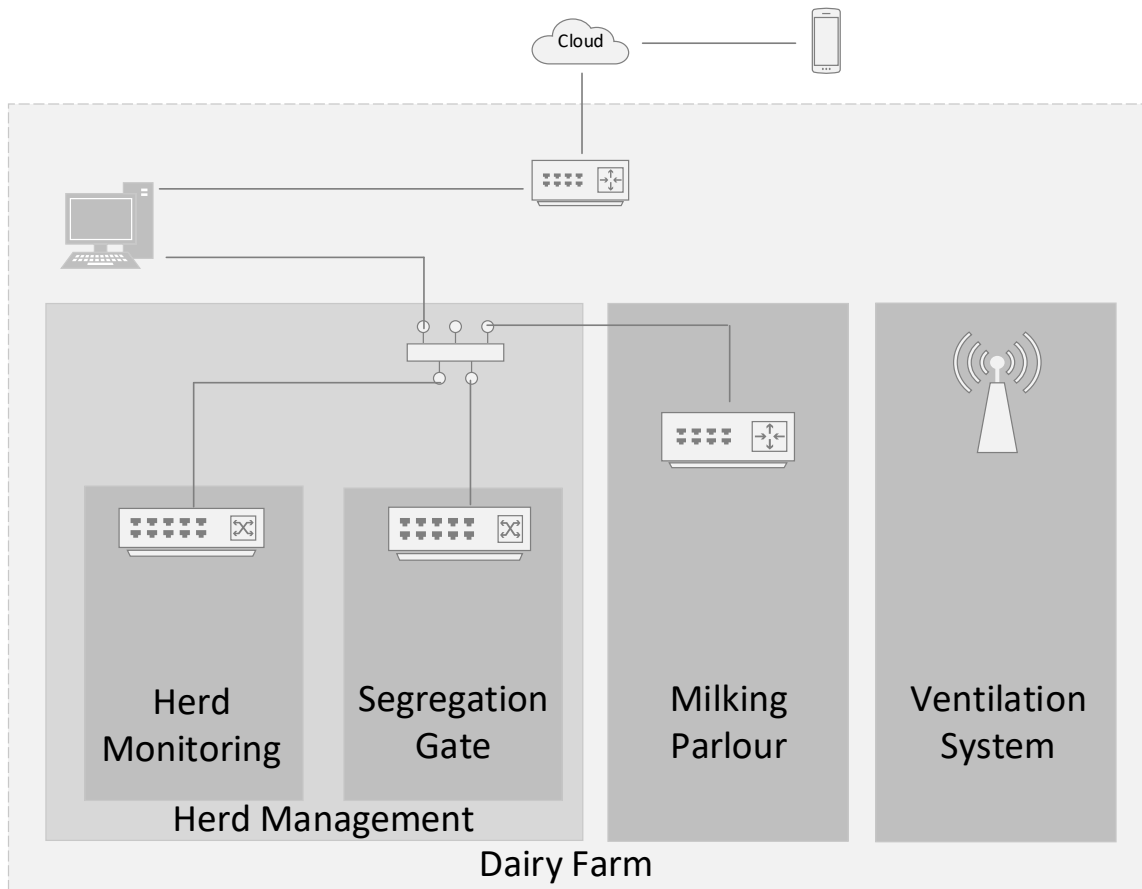 Cloud
Herd
Monitoring
Segregation
Gate
Milking
Parlour
Ventilation
System
Herd Management
Dairy Farm